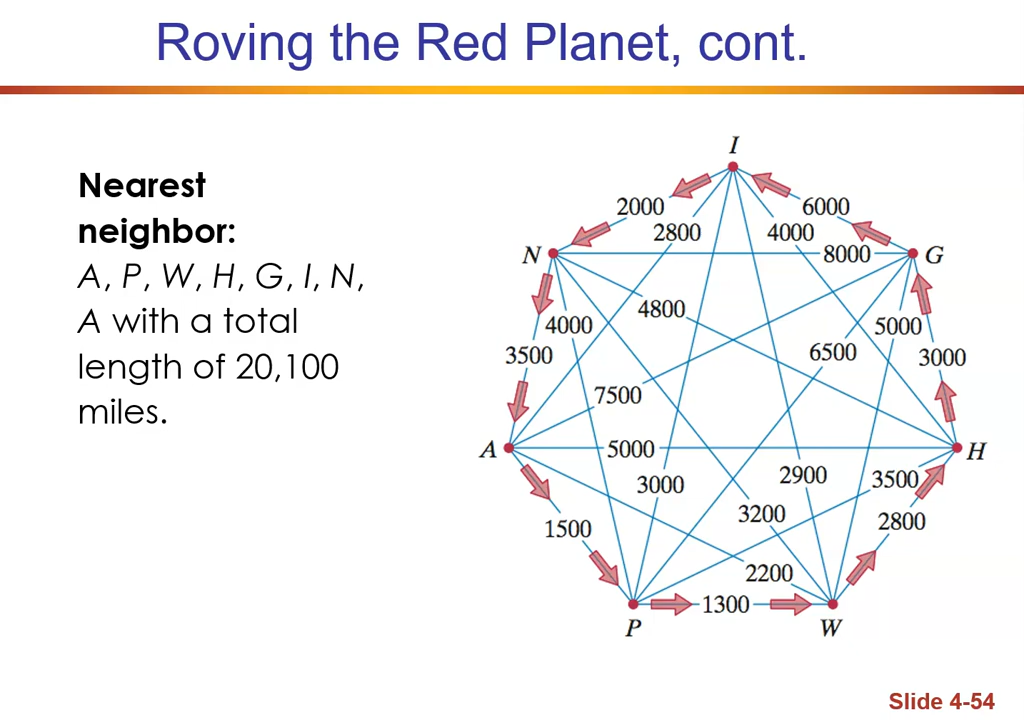 Roving the Red Planet, cont.
Nearest
neighbor:
A, P, W, H, G, I, N,
A with a total
length of 20,100
miles.
I
2000
6000
2800
4000
N
8000
G
4800
4000
5000
3500
6500
3000
7500
A
5000
H
3000
2900
3500
1500
3200
2800
2200
1300
P
W
Slide 4-54